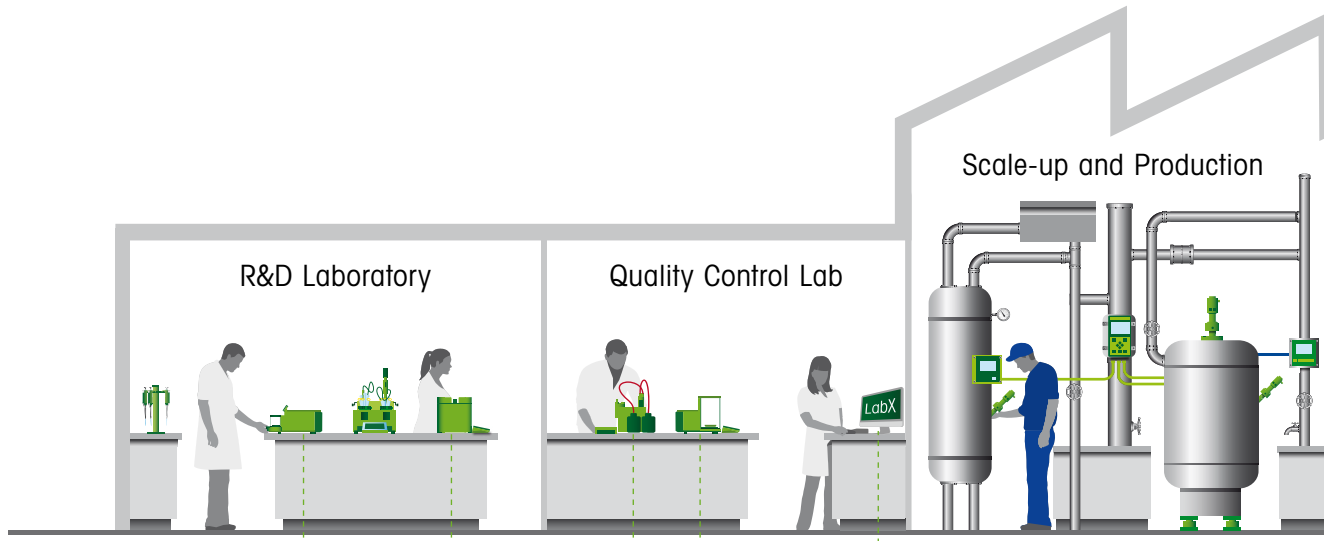 Scale-up and Production
R&D Laboratory
Quality Control Lab
LabX